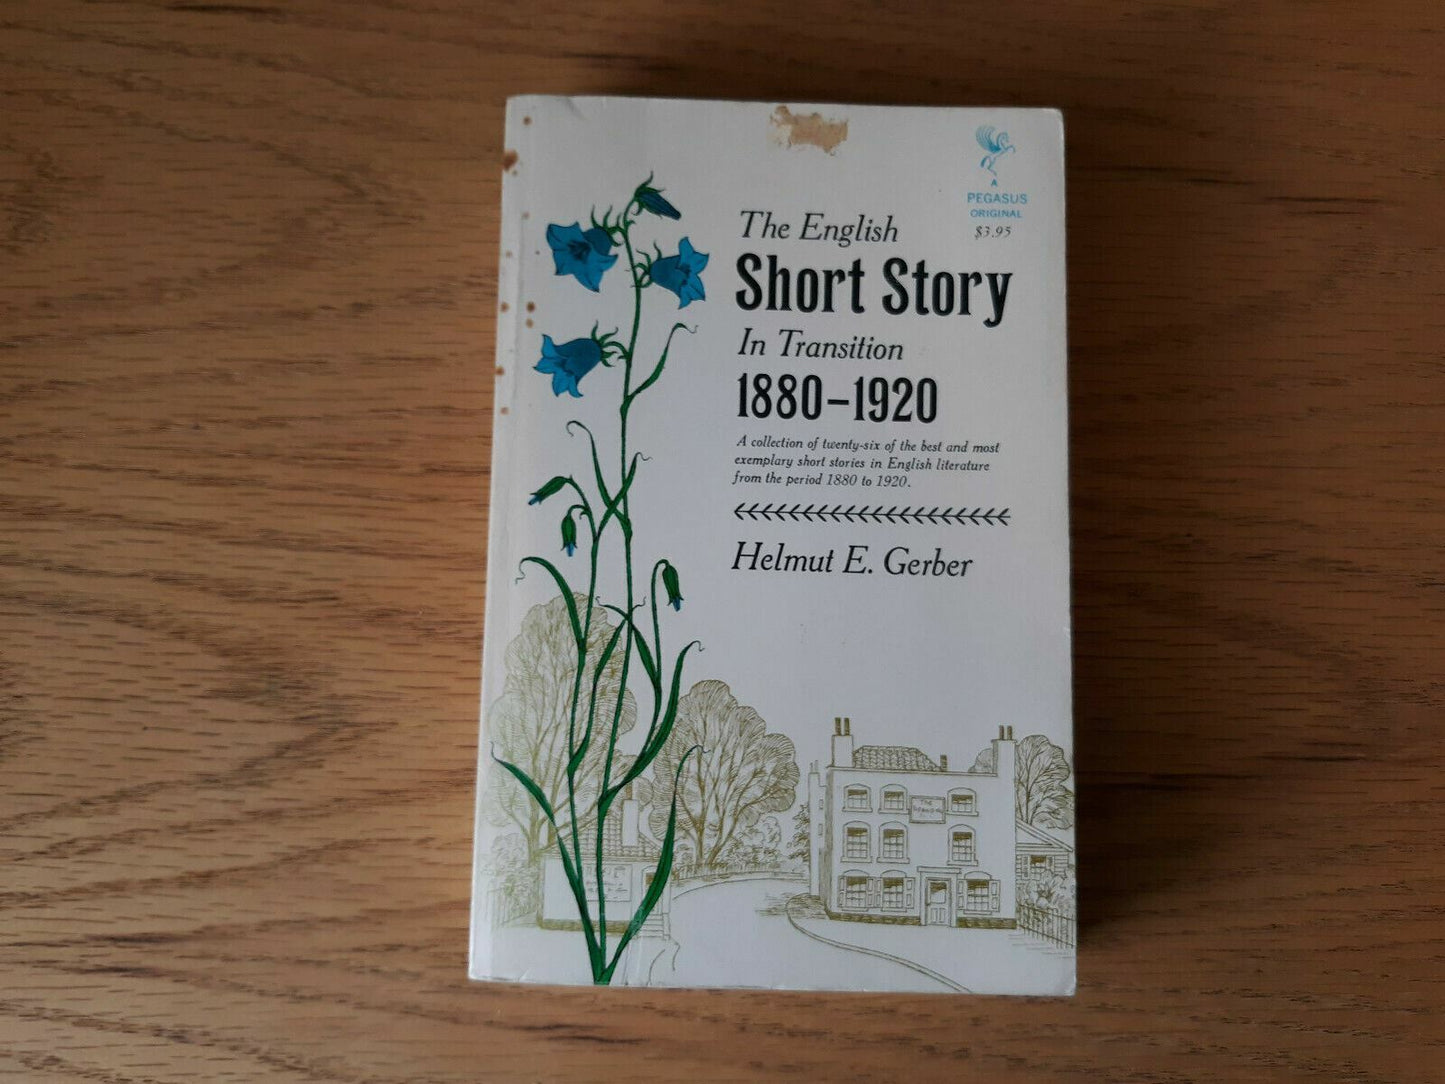 A
PEGASUS
ORIGINAL
$3.95
The English
Short Story
In Transition
1880–1920
A collection of twenty-six of the best and most
exemplary short stories in English literature
from the period 1880 to 1920.
Helmut E. Gerber
THE